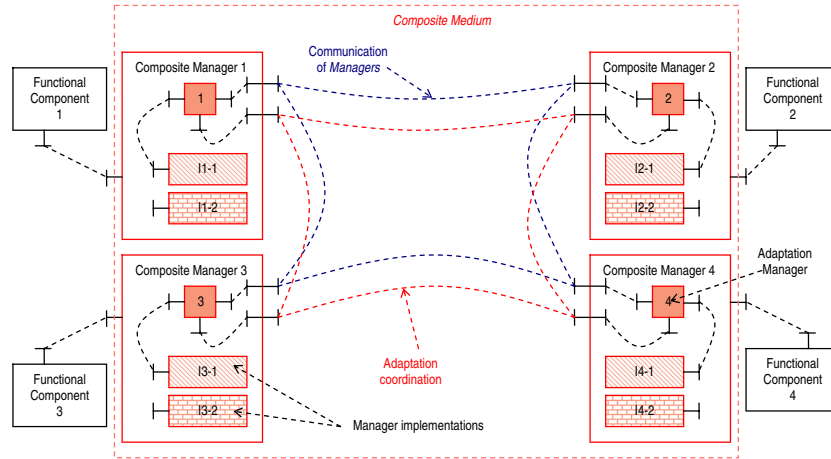 Composite Medium
Composite Manager 1
Communication
of Managers
Composite Manager 2
Functional
Component
1
1
I1-1
I1-2
2
I2-1
I2-2
Functional
Component
2
Composite Manager 3
3
I3-1
I3-2
Adaptation
coordination
Manager implementations
Composite Manager 4
4
I4-1
I4-2
Adaptation
Manager
Functional
Component
3
Functional
Component
4